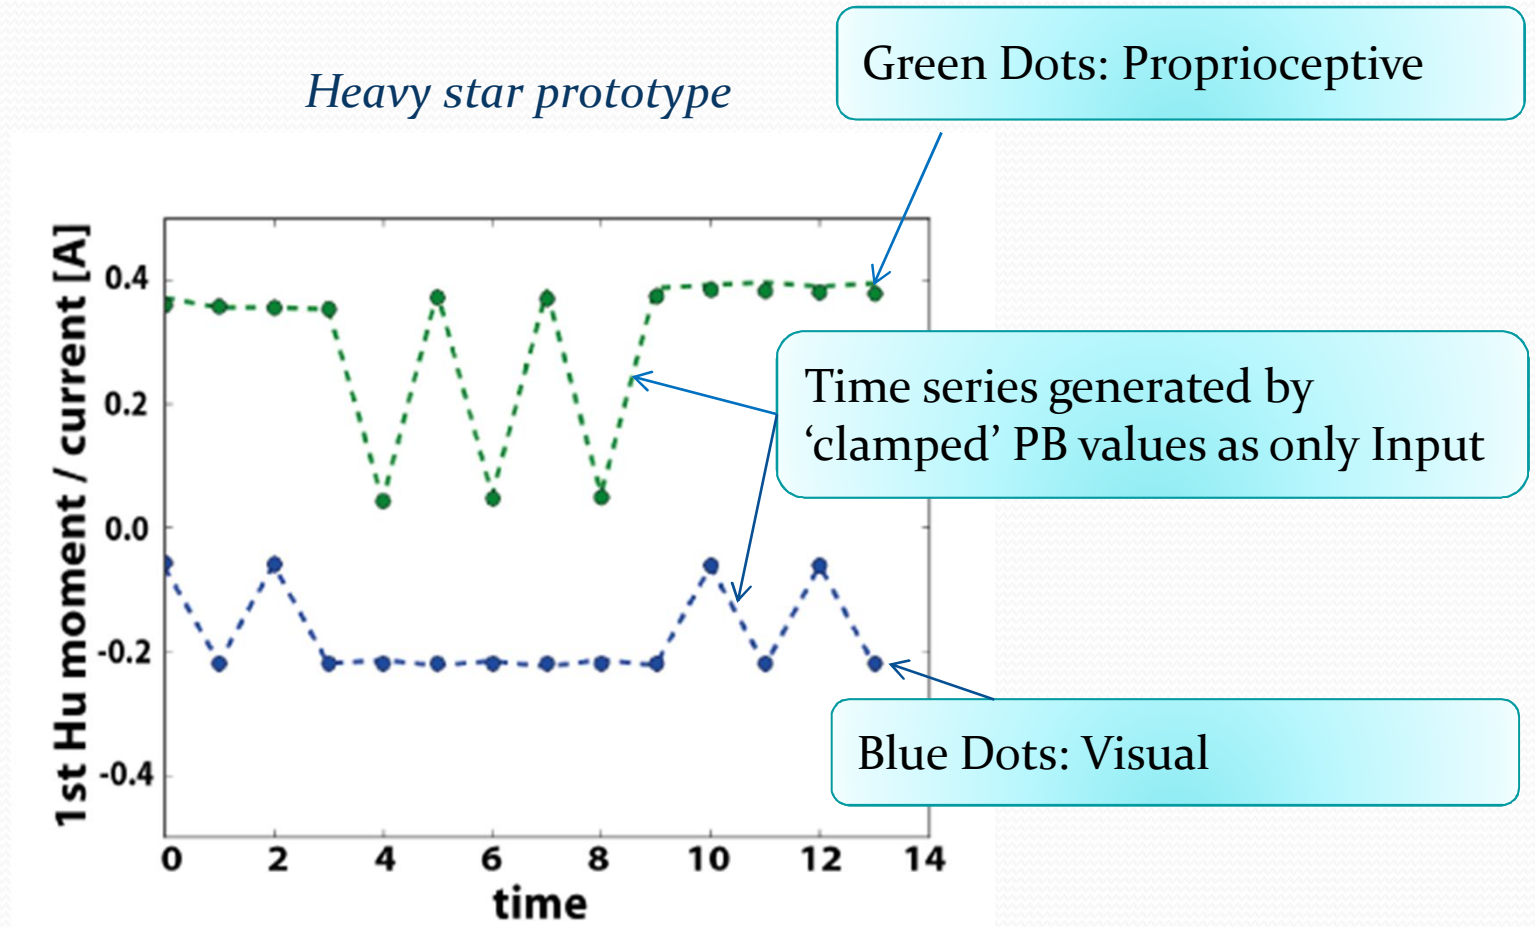 Heavy star prototype
Green Dots: Proprioceptive
1st Hu moment / current [A]
0.4
0.2
0.0
-0.2
-0.4
0 2 4 6 8 10 12 14
time
Time series generated by
‘clamped’ PB values as only Input
Blue Dots: Visual